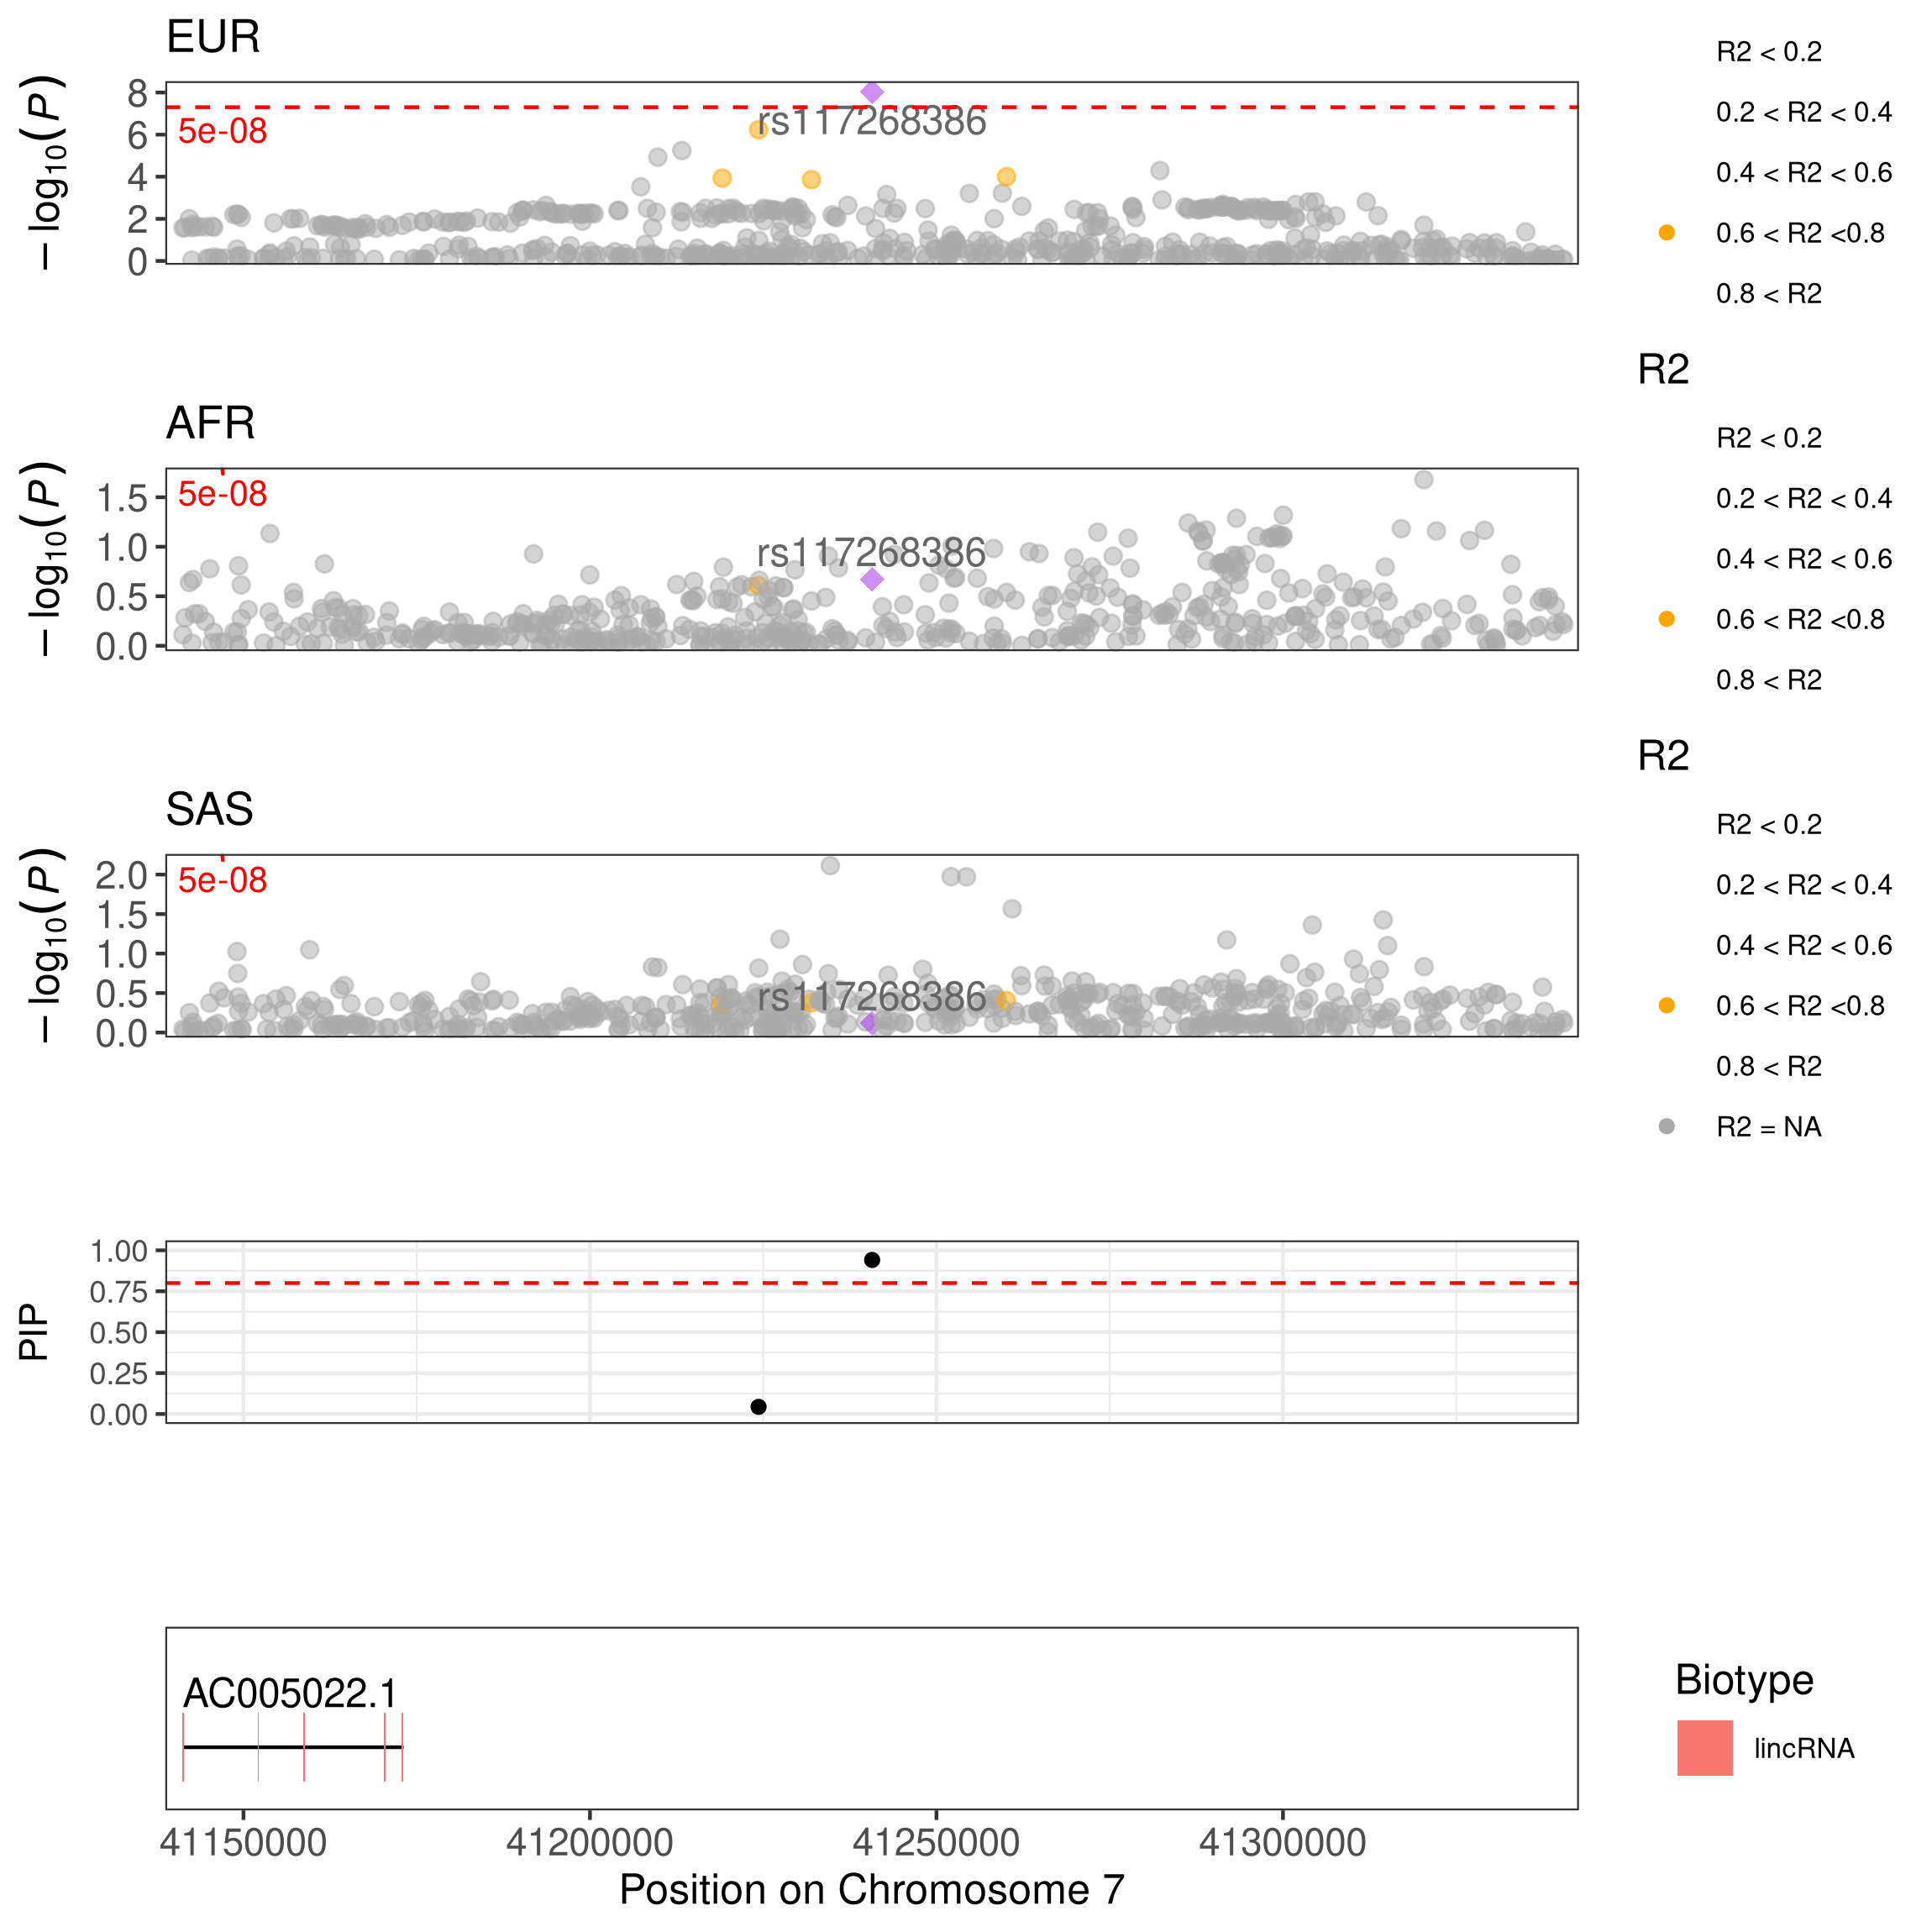 EUR
8
6
4
2
0
−log10(P)
5e-08
rs117268386
R2 < 0.2
0.2 < R2 < 0.4
0.4 < R2 < 0.6
0.6 < R2 <0.8
0.8 < R2
R2
AFR
1.5
1.0
0.5
0.0
−log10(P)
5e-08
rs117268386
R2 < 0.2
0.2 < R2 < 0.4
0.4 < R2 < 0.6
0.6 < R2 <0.8
0.8 < R2
R2
SAS
2.0
1.5
1.0
0.5
0.0
−log10(P)
5e-08
rs117268386
R2 < 0.2
0.2 < R2 < 0.4
0.4 < R2 < 0.6
0.6 < R2 <0.8
0.8 < R2
R2 = NA
1.00
0.75
0.50
0.25
0.00
PIP
AC005022.1
Biotype
lincRNA
41150000 41200000 41250000 41300000
Position on Chromosome 7